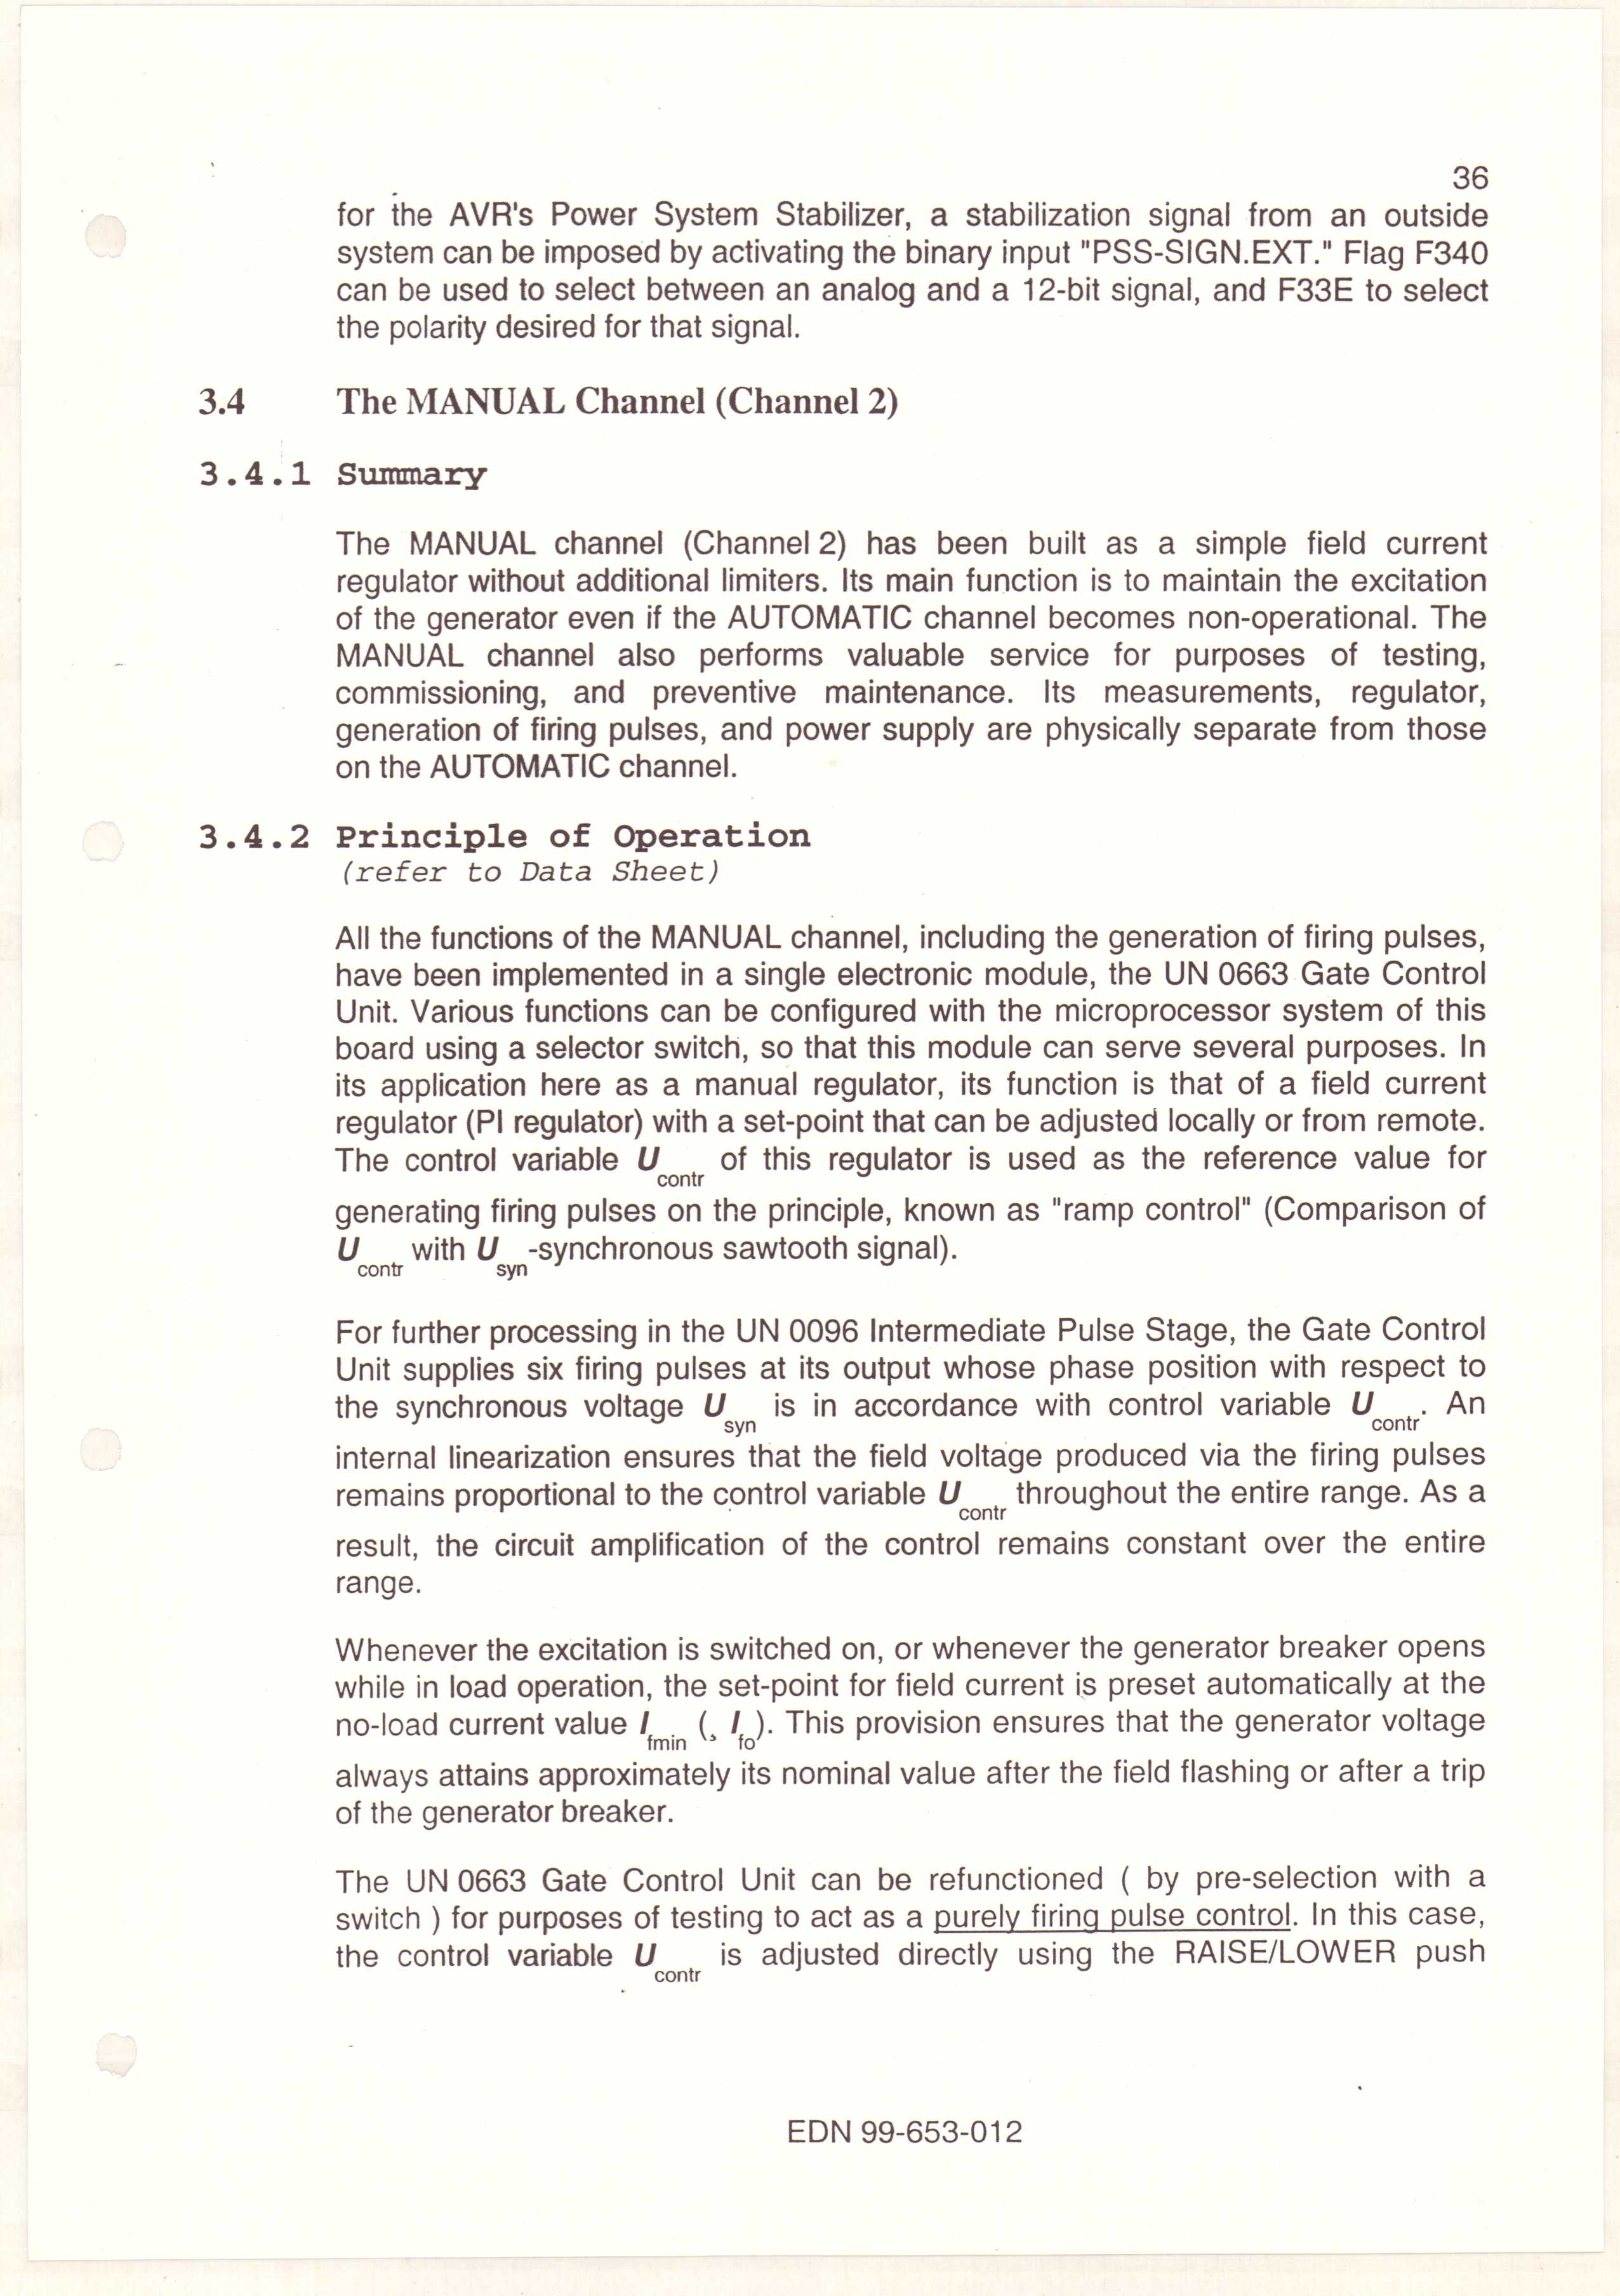 36
for the AVR's Power System Stabilizer, a stabilization signal from an outside
system can be imposed by activating the binary input "PSS-SIGN.EXT." Flag F340
can be used to select between an analog and a 12-bit signal, and F33E to select
the polarity desired for that signal.
3.4 The MANUAL Channel (Channel 2)
3.4.1 Summary
The MANUAL channel (Channel 2) has been built as a simple field current
regulator without additional limiters. Its main function is to maintain the excitation
of the generator even if the AUTOMATIC channel becomes non-operational. The
MANUAL channel also performs valuable service for purposes of testing,
commissioning, and preventive maintenance. Its measurements, regulator,
generation of firing pulses, and power supply are physically separate from those
on the AUTOMATIC channel.
3.4.2 Principle of Operation
(refer to Data Sheet)
All the functions of the MANUAL channel, including the generation of firing pulses,
have been implemented in a single electronic module, the UN 0663 Gate Control
Unit. Various functions can be configured with the microprocessor system of this
board using a selector switch, so that this module can serve several purposes. In
its application here as a manual regulator, its function is that of a field current
regulator (PI regulator) with a set-point that can be adjusted locally or from remote.
The control variable U contr of this regulator is used as the reference value for
generating firing pulses on the principle, known as "ramp control" (Comparison of
U contr with U syn -synchronous sawtooth signal).
For further processing in the UN 0096 Intermediate Pulse Stage, the Gate Control
Unit supplies six firing pulses at its output whose phase position with respect to
the synchronous voltage U syn is in accordance with control variable U contr. An
internal linearization ensures that the field voltage produced via the firing pulses
remains proportional to the control variable U contr throughout the entire range. As a
result, the circuit amplification of the control remains constant over the entire
range.
Whenever the excitation is switched on, or whenever the generator breaker opens
while in load operation, the set-point for field current is preset automatically at the
no-load current value I fmin (, I fo). This provision ensures that the generator voltage
always attains approximately its nominal value after the field flashing or after a trip
of the generator breaker.
The UN 0663 Gate Control Unit can be refunctioned ( by pre-selection with a
switch ) for purposes of testing to act as a purely firing pulse control. In this case,
the control variable U contr is adjusted directly using the RAISE/LOWER push
EDN 99-653-012